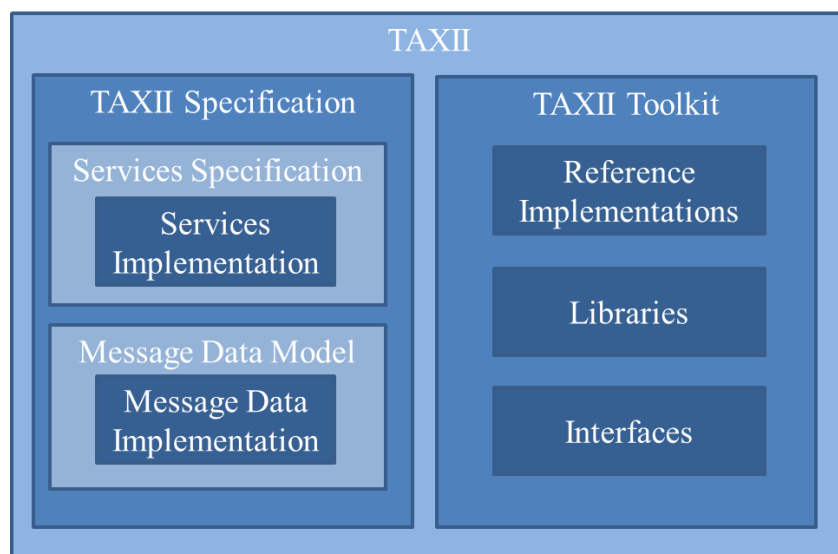 TAXII
TAXII Specification
Services Specification
Services
Implementation
Message Data Model
Message Data
Implementation
TAXII Toolkit
Reference
Implementations
Libraries
Interfaces